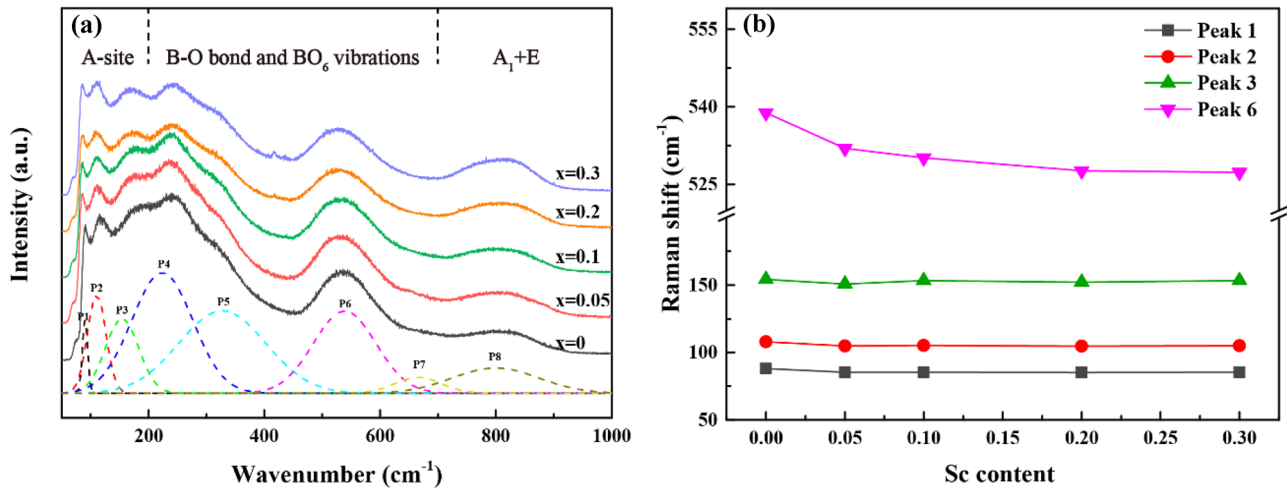 (a)
A-site
B-O bond and BO₆ vibrations
A₁+E
x=0.3
x=0.2
x=0.1
x=0.05
x=0
P1
P2
P3
P4
P5
P6
P7
P8
Intensity (a.u.)
200
400
600
800
1000
Wavenumber (cm⁻¹)
(b)
Peak 1
Peak 2
Peak 3
Peak 6
555
540
525
150
100
50
Raman shift (cm⁻¹)
0.00
0.05
0.10
0.15
0.20
0.25
0.30
Sc content